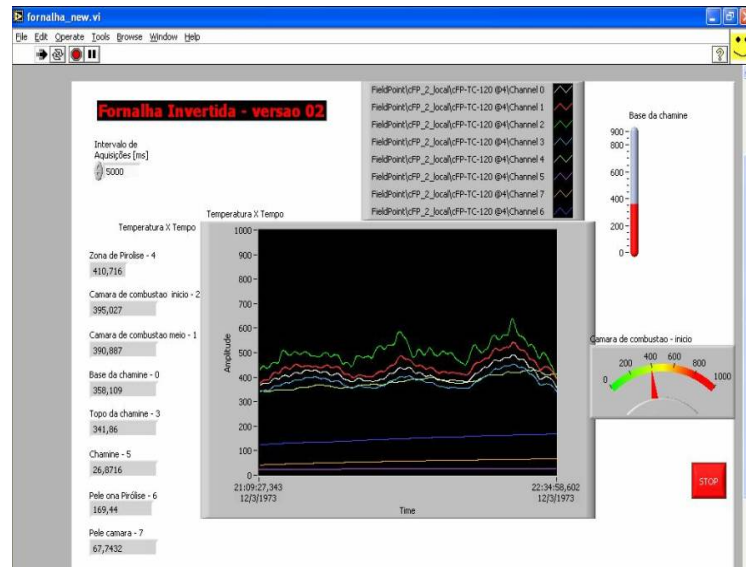 fornalha_new.vi
File Edit Operate Tools Browse Window Help
Fornalha Invertida - versao 02
Intervalo de
Aquisições [ms]
5000
FieldPoint\cFP_2_local\cFP-TC-120 @4\Channel 0
FieldPoint\cFP_2_local\cFP-TC-120 @4\Channel 1
FieldPoint\cFP_2_local\cFP-TC-120 @4\Channel 2
FieldPoint\cFP_2_local\cFP-TC-120 @4\Channel 3
FieldPoint\cFP_2_local\cFP-TC-120 @4\Channel 4
FieldPoint\cFP_2_local\cFP-TC-120 @4\Channel 5
FieldPoint\cFP_2_local\cFP-TC-120 @4\Channel 7
FieldPoint\cFP_2_local\cFP-TC-120 @4\Channel 6
Base da chamine
900
800
600
400
200
0
Temperatura X Tempo
Zona de Pirolise - 4
410,716
Camara de combustao inicio - 2
395,027
Camara de combustao meio - 1
390,887
Base da chamine - 0
358,109
Topo da chamine - 3
341,86
Chamine - 5
26,8716
Pele ona Pirólise - 6
169,44
Pele camara - 7
67,7432
Temperatura X Tempo
Amplitude
1000
900
800
700
600
500
400
300
200
100
0
21:09:27,343
12/3/1973
22:34:58,602
12/3/1973
Time
Camara de combustao - inicio
0 200 400 600 800 1000
STOP